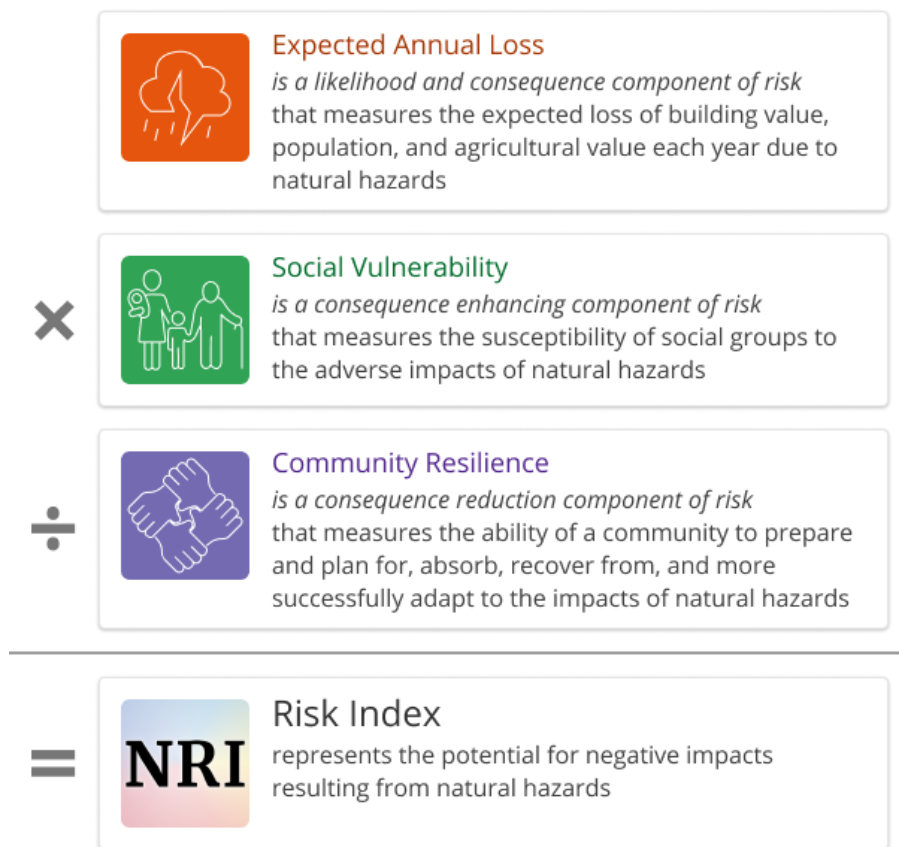 Expected Annual Loss
is a likelihood and consequence component of risk
that measures the expected loss of building value,
population, and agricultural value each year due to
natural hazards
×
Social Vulnerability
is a consequence enhancing component of risk
that measures the susceptibility of social groups to
the adverse impacts of natural hazards
÷
Community Resilience
is a consequence reduction component of risk
that measures the ability of a community to prepare
and plan for, absorb, recover from, and more
successfully adapt to the impacts of natural hazards
=
NRI
Risk Index
represents the potential for negative impacts
resulting from natural hazards